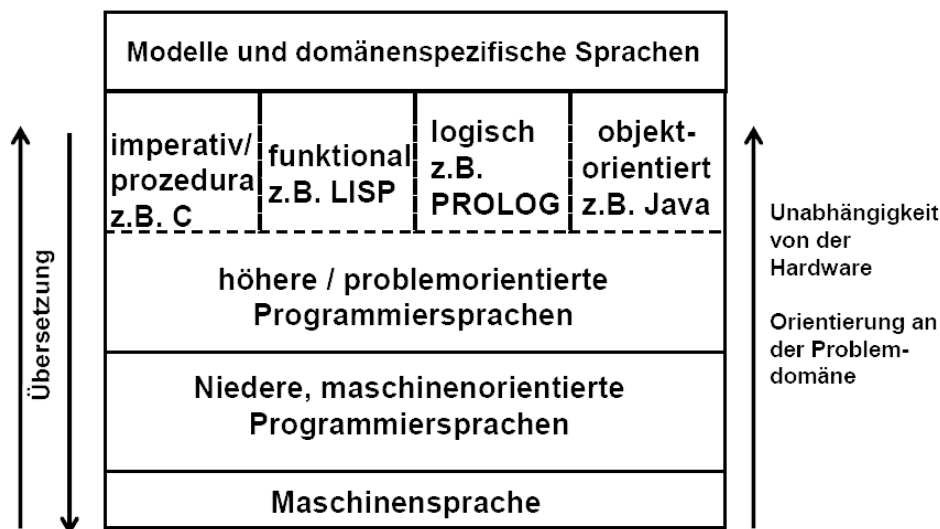 Modelle und domänenspezifische Sprachen
imperativ/
prozedura
z.B. C
funktional
z.B. LISP
logisch
z.B.
PROLOG
objekt-
orientiert
z.B. Java
höhere / problemorientierte
Programmiersprachen
Niedere, maschinenorientierte
Programmiersprachen
Maschinensprache
Übersetzung
Unabhängigkeit
von der
Hardware
Orientierung an
der Problem-
domäne